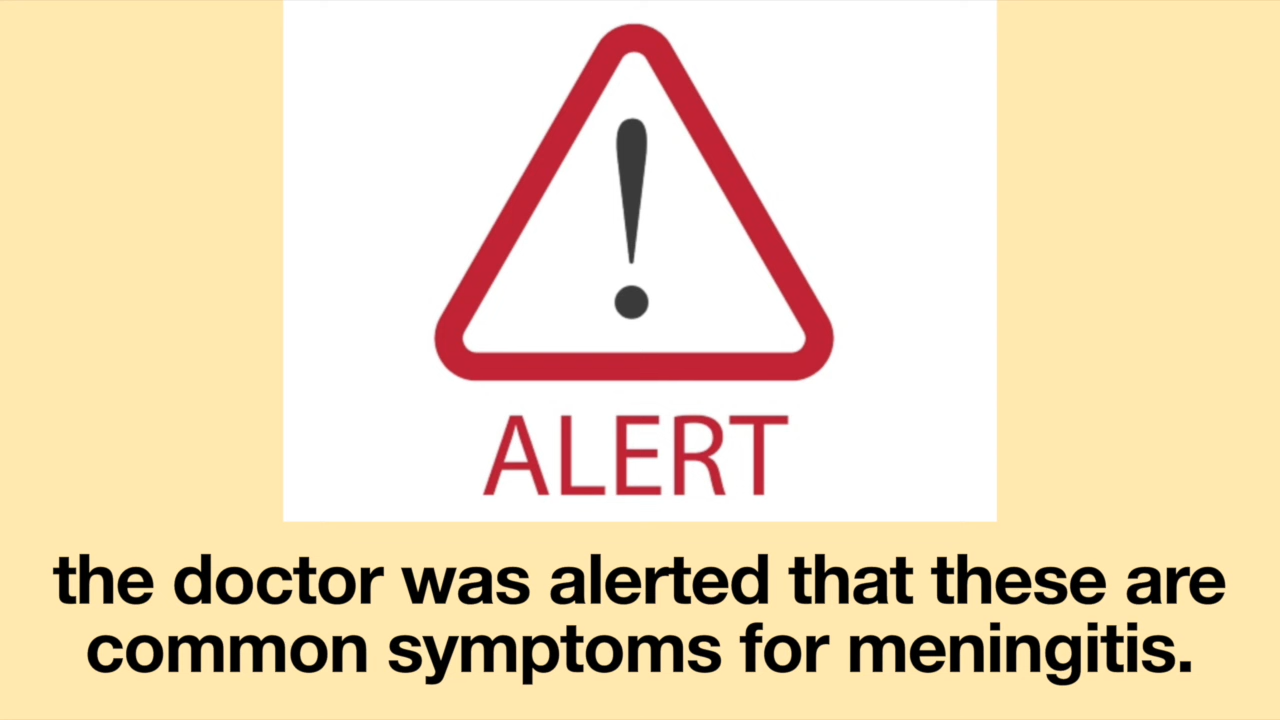 ALERT
the doctor was alerted that these are
common symptoms for meningitis.